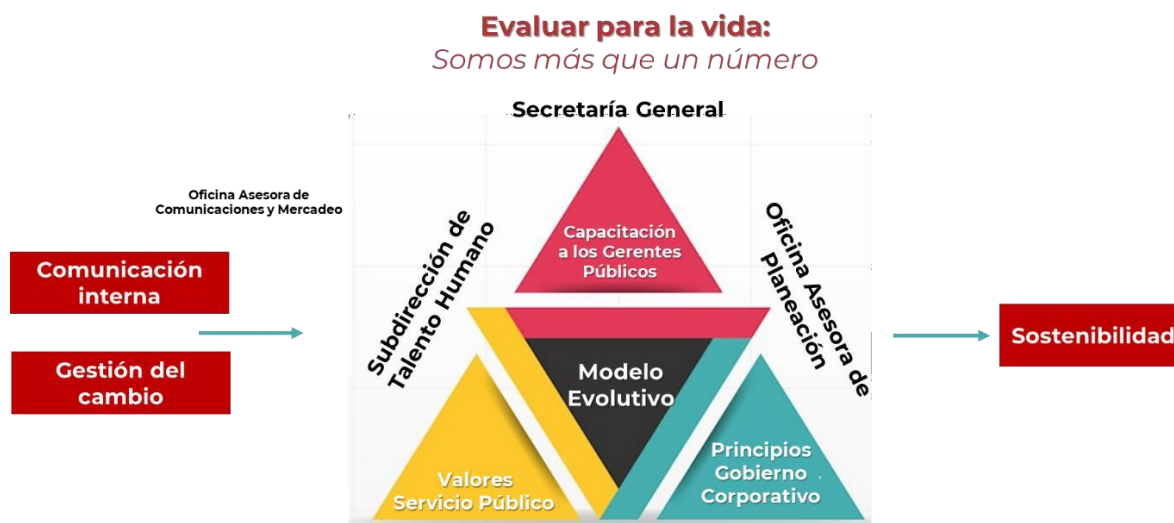 Evaluar para la vida:
Somos más que un número
Secretaría General
Oficina Asesora de
Comunicaciones y Mercadeo
Comunicación
interna
Gestión del
cambio
Subdirección de
Talento Humano
Capacitación
a los Gerentes
Públicos
Oficina Asesora de
Planeación
Modelo
Evolutivo
Valores
Servicio Público
Principios
Gobierno
Corporativo
Sostenibilidad